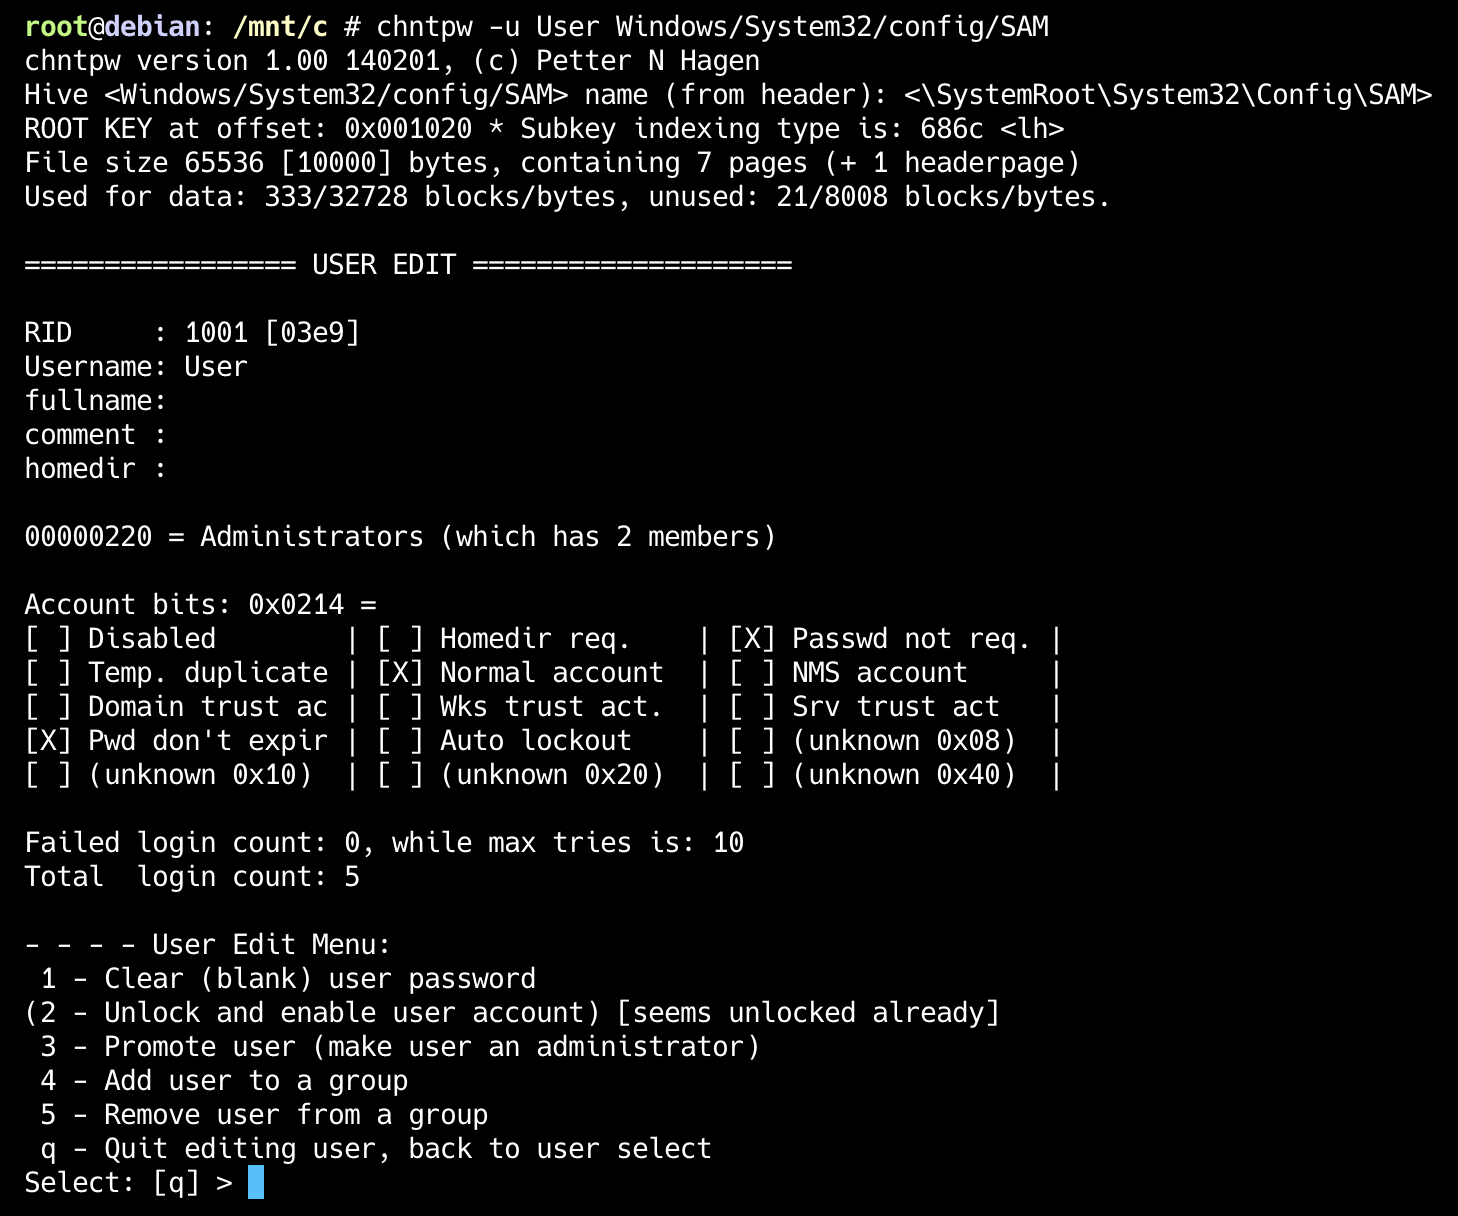 root@debian: /mnt/c # chntpw -u User Windows/System32/config/SAM
chntpw version 1.00 140201, (c) Petter N Hagen
Hive <Windows/System32/config/SAM> name (from header): <\SystemRoot\System32\Config\SAM>
ROOT KEY at offset: 0x001020 * Subkey indexing type is: 686c <lh>
File size 65536 [10000] bytes, containing 7 pages (+ 1 headerpage)
Used for data: 333/32728 blocks/bytes, unused: 21/8008 blocks/bytes.

================= USER EDIT ====================

RID     : 1001 [03e9]
Username: User
fullname:
comment :
homedir :

00000220 = Administrators (which has 2 members)

Account bits: 0x0214 =
[ ] Disabled        | [ ] Homedir req.    | [X] Passwd not req. |
[ ] Temp. duplicate | [X] Normal account  | [ ] NMS account     |
[ ] Domain trust ac | [ ] Wks trust act.  | [ ] Srv trust act   |
[X] Pwd don't expir | [ ] Auto lockout    | [ ] (unknown 0x08)  |
[ ] (unknown 0x10)  | [ ] (unknown 0x20)  | [ ] (unknown 0x40)  |

Failed login count: 0, while max tries is: 10
Total  login count: 5

- - - - User Edit Menu:
 1 - Clear (blank) user password
(2 - Unlock and enable user account) [seems unlocked already]
 3 - Promote user (make user an administrator)
 4 - Add user to a group
 5 - Remove user from a group
 q - Quit editing user, back to user select
Select: [q] >